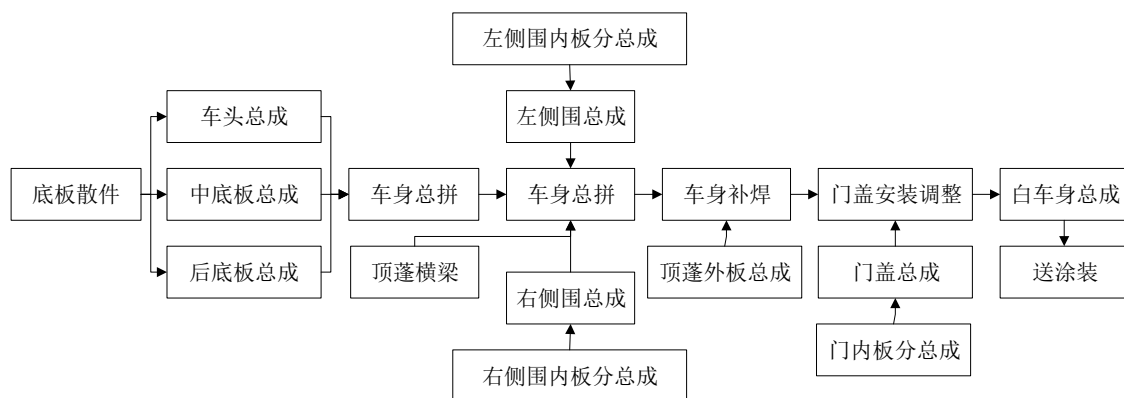 左侧围内板分总成
车头总成
左侧围总成
底板散件
中底板总成
车身总拼
车身总拼
车身补焊
门盖安装调整
白车身总成
后底板总成
顶蓬横梁
右侧围总成
顶蓬外板总成
门盖总成
送涂装
门内板分总成
右侧围内板分总成